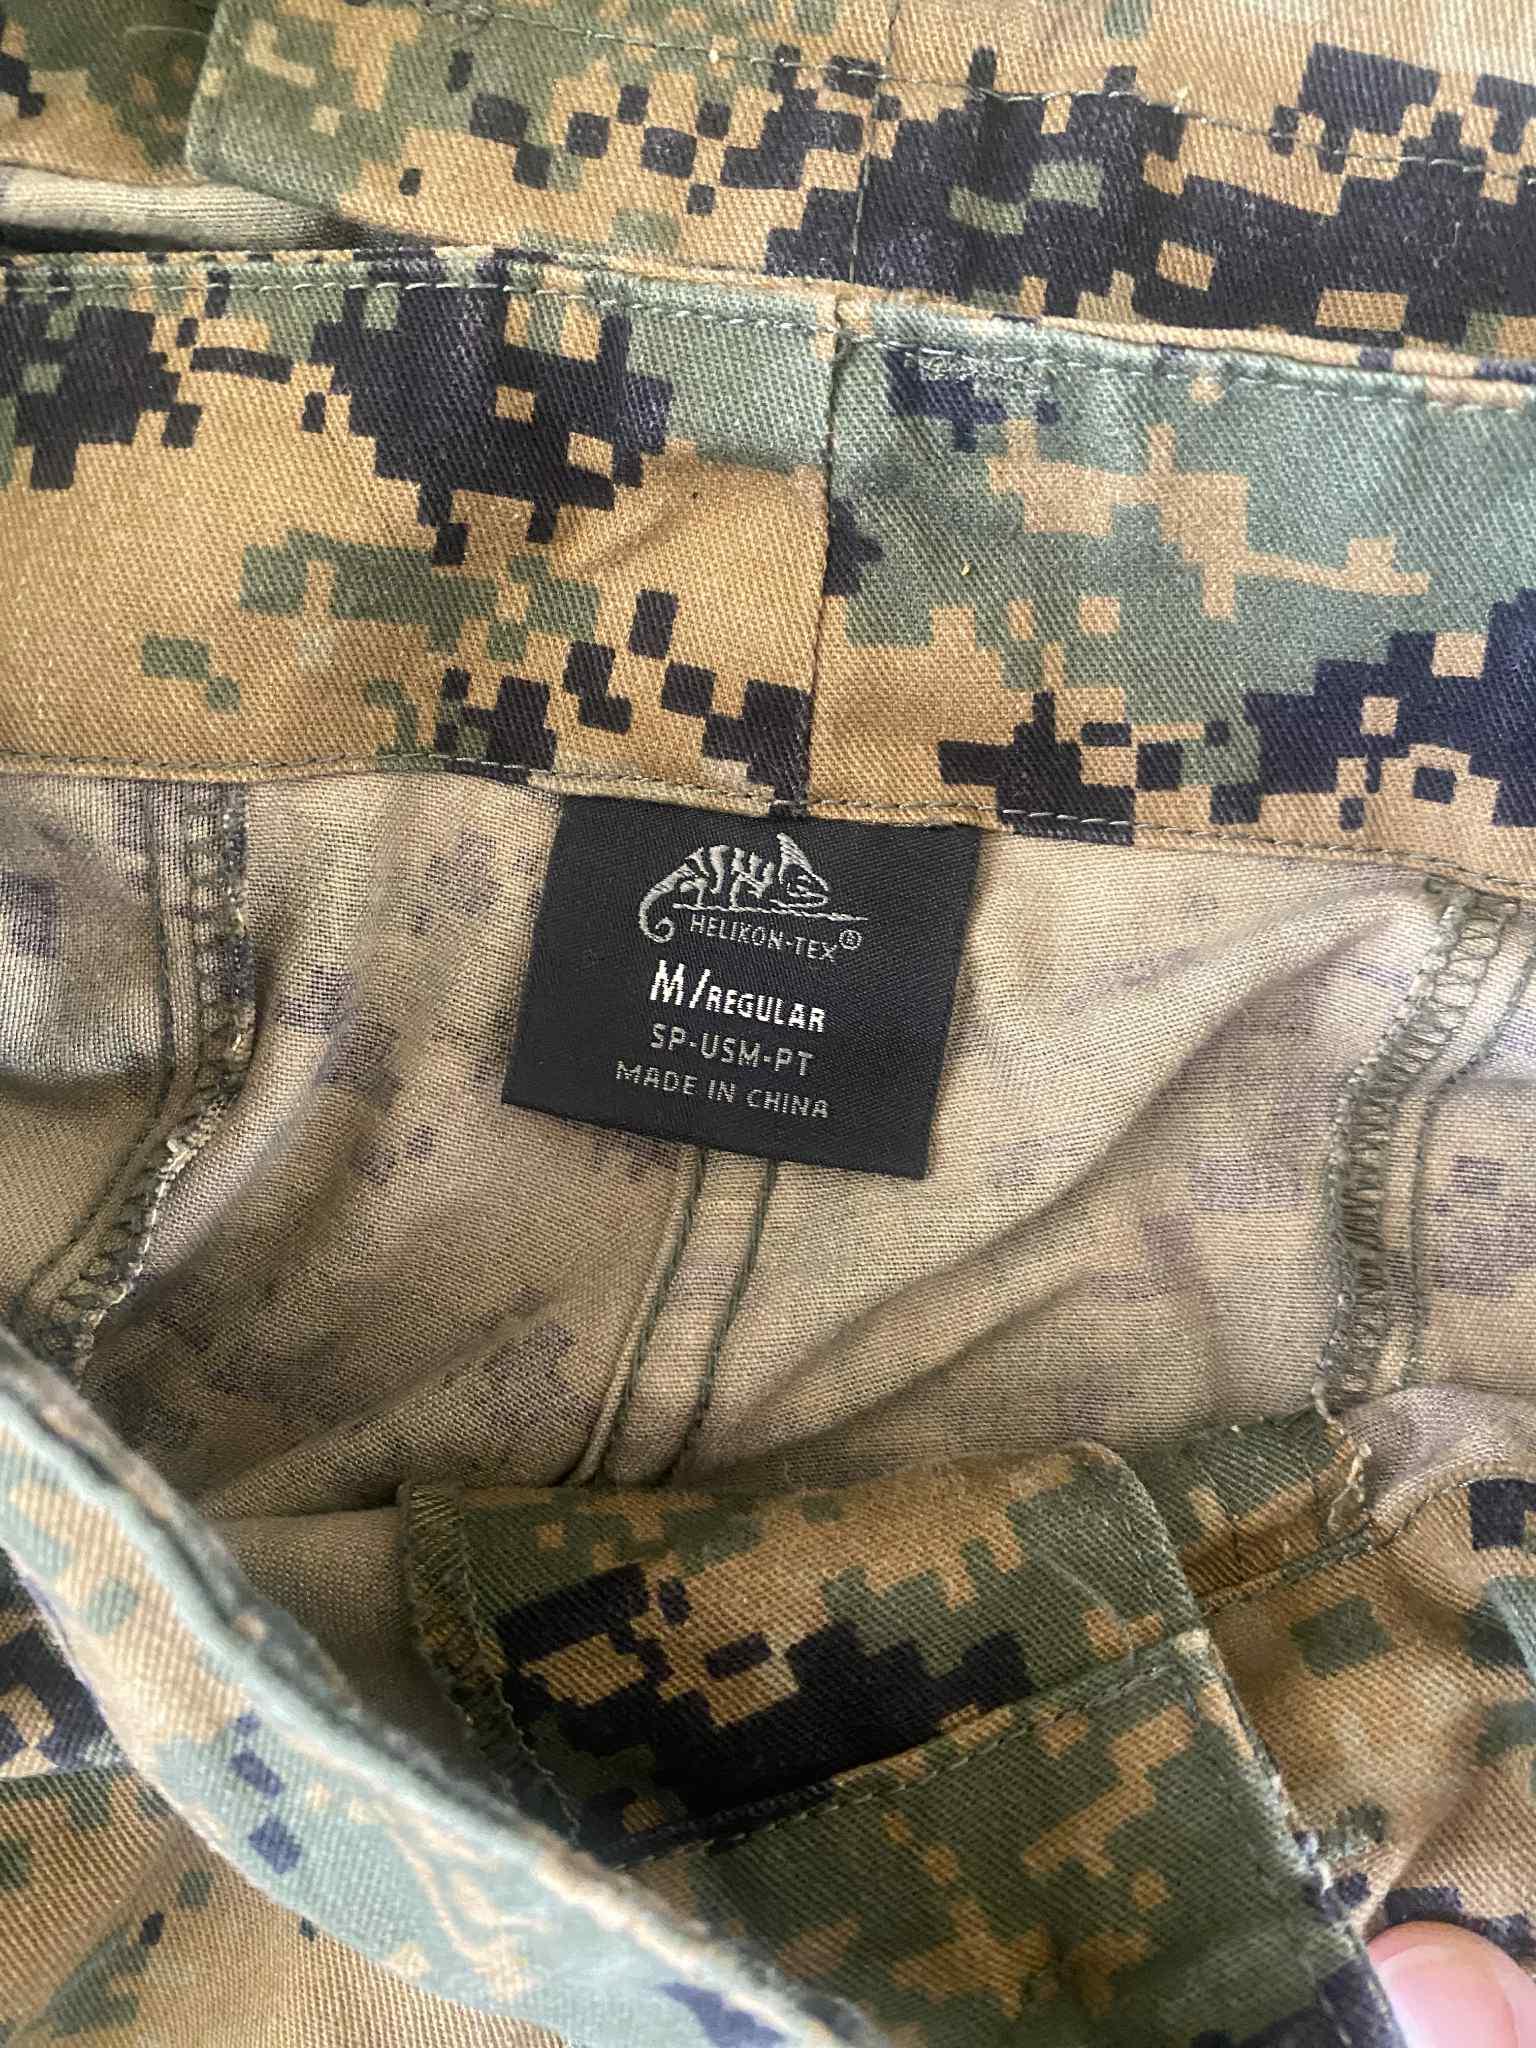 HELIKON-TEX®
M/REGULAR
SP-USM-PT
MADE IN CHINA